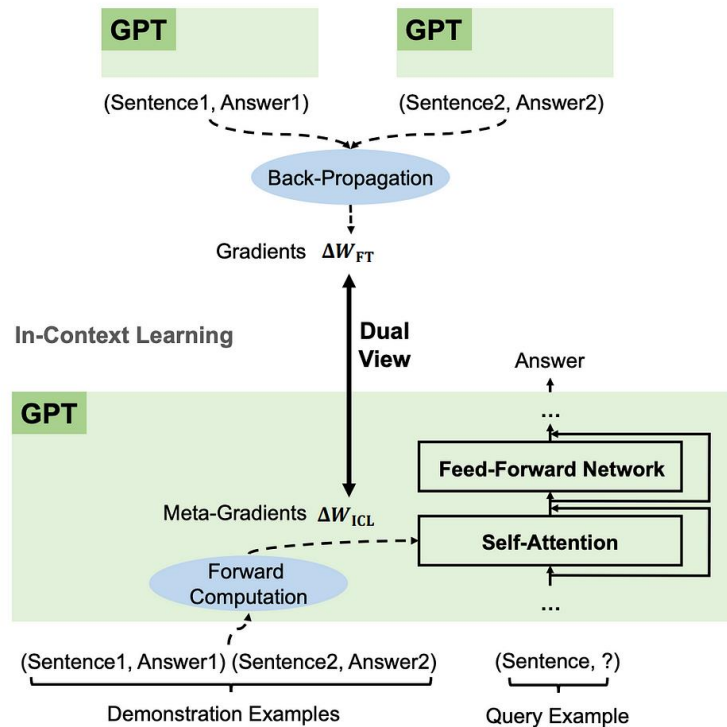 GPT
GPT
(Sentence1, Answer1)
(Sentence2, Answer2)
Back-Propagation
Gradients ΔW_FT
In-Context Learning
Dual
View
Answer
...
GPT
Feed-Forward Network
Meta-Gradients ΔW_ICL
Self-Attention
Forward
Computation
...
(Sentence1, Answer1) (Sentence2, Answer2)
(Sentence, ?)
Demonstration Examples
Query Example